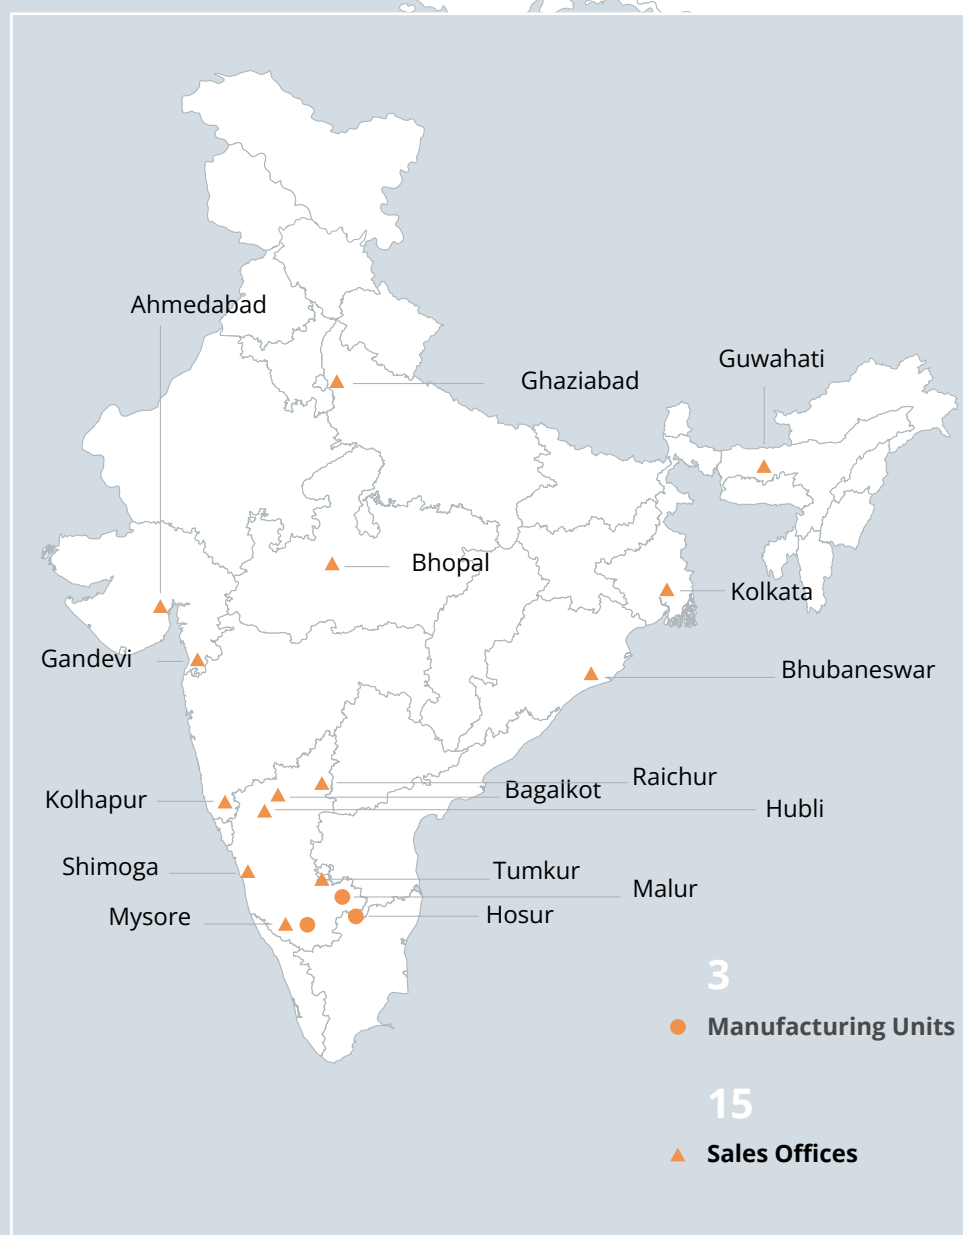 Ahmedabad
Guwahati
Ghaziabad
Bhopal
Kolkata
Gandevi
Bhubaneswar
Raichur
Bagalkot
Kolhapur
Hubli
Shimoga
Tumkur
Malur
Mysore
Hosur
3
Manufacturing Units
15
Sales Offices